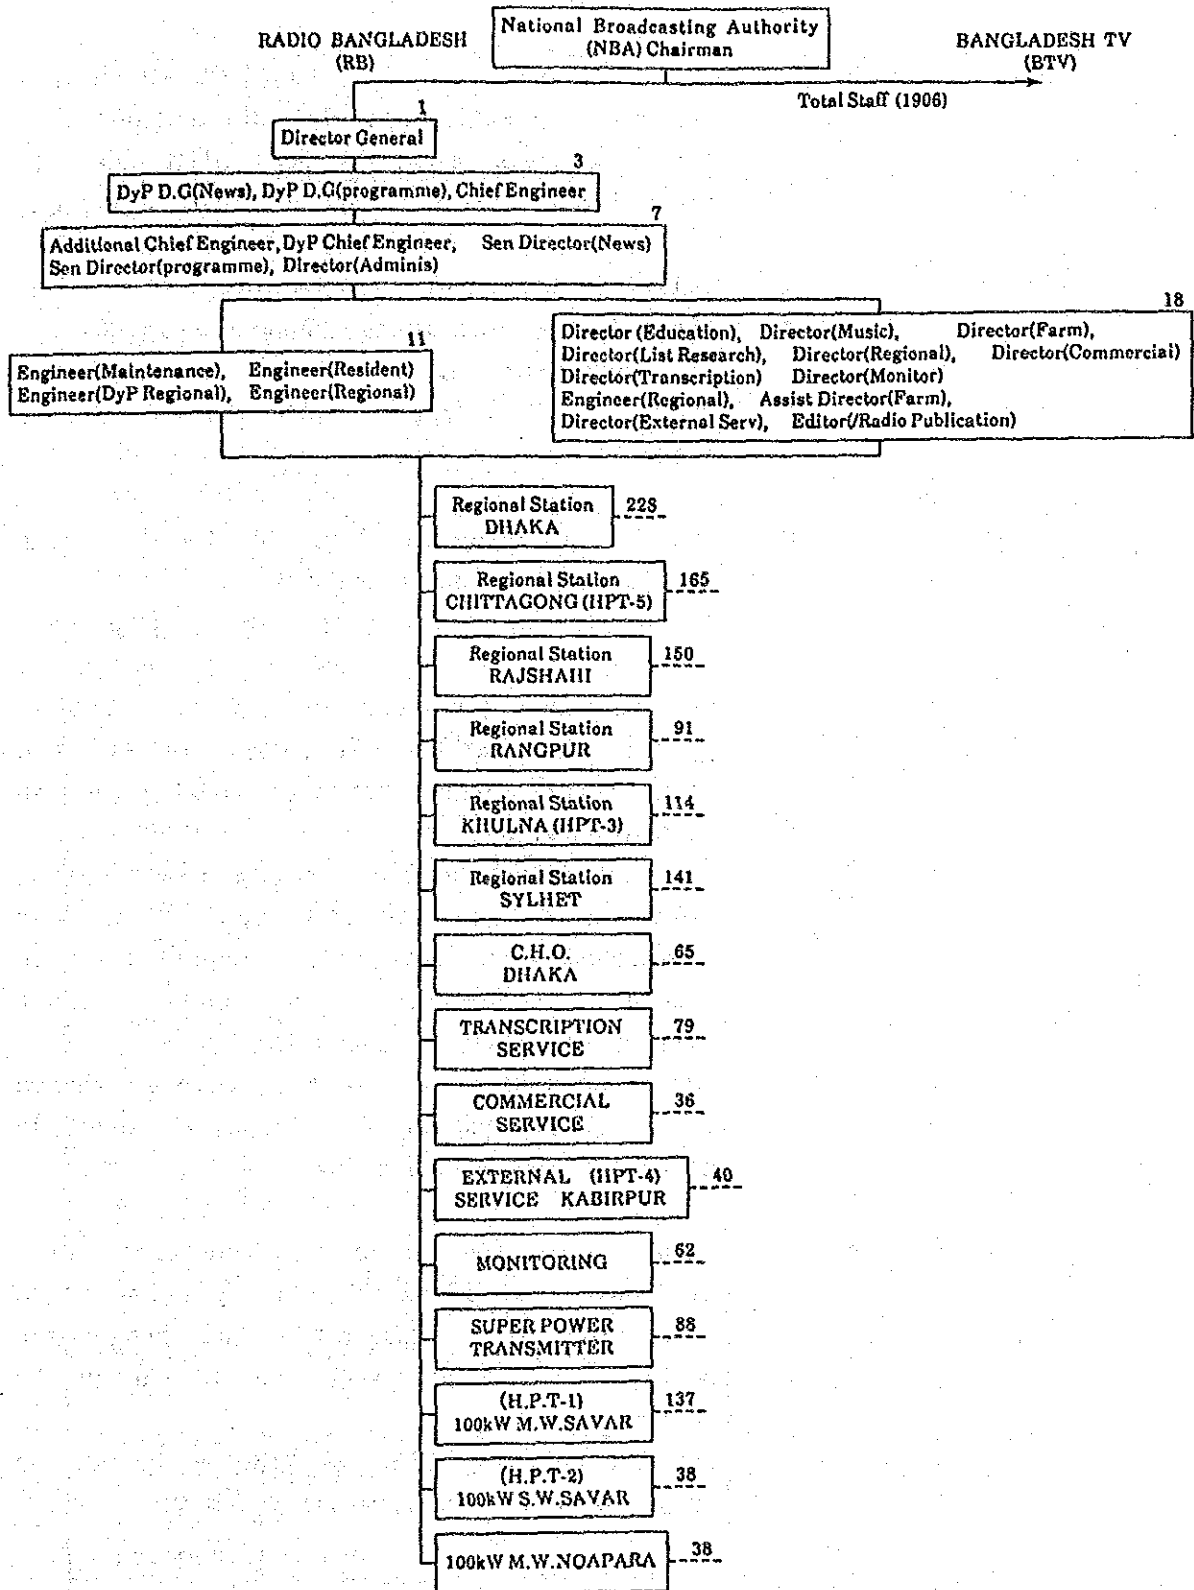 National Broadcasting Authority
(NBA) Chairman
RADIO BANGLADESH
(RB)
BANGLADESH TV
(BTV)
Total Staff (1906)
1
Director General
3
DyP D.G(News), DyP D.G(programme), Chief Engineer
7
Additional Chief Engineer, DyP Chief Engineer, Sen Director(News)
Sen Director(programme), Director(Adminis)
11
Engineer(Maintenance), Engineer(Resident)
Engineer(DyP Regional), Engineer(Regional)
18
Director (Education), Director(Music), Director(Farm),
Director(List Research), Director(Regional), Director(Commercial)
Director(Transcription) Director(Monitor)
Engineer(Regional), Assist Director(Farm),
Director(External Serv), Editor(/Radio Publication)
Regional Station 228
DHAKA
Regional Station 165
CHITTAGONG (HPT-5)
Regional Station 150
RAJSHAHI
Regional Station 91
RANGPUR
Regional Station 114
KHULNA (HPT-3)
Regional Station 141
SYLHET
C.H.O. 65
DHAKA
TRANSCRIPTION 79
SERVICE
COMMERCIAL 36
SERVICE
EXTERNAL (HPT-4) 40
SERVICE KABIRPUR
MONITORING 62
SUPER POWER 88
TRANSMITTER
(H.P.T-1) 137
100kW M.W.SAVAR
(H.P.T-2) 38
100kW S.W.SAVAR
100kW M.W.NOAPARA 38